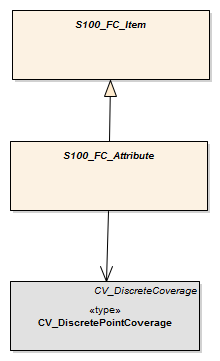 S100_FC_Item
S100_FC_Attribute
CV_DiscreteCoverage
«type»
CV_DiscretePointCoverage